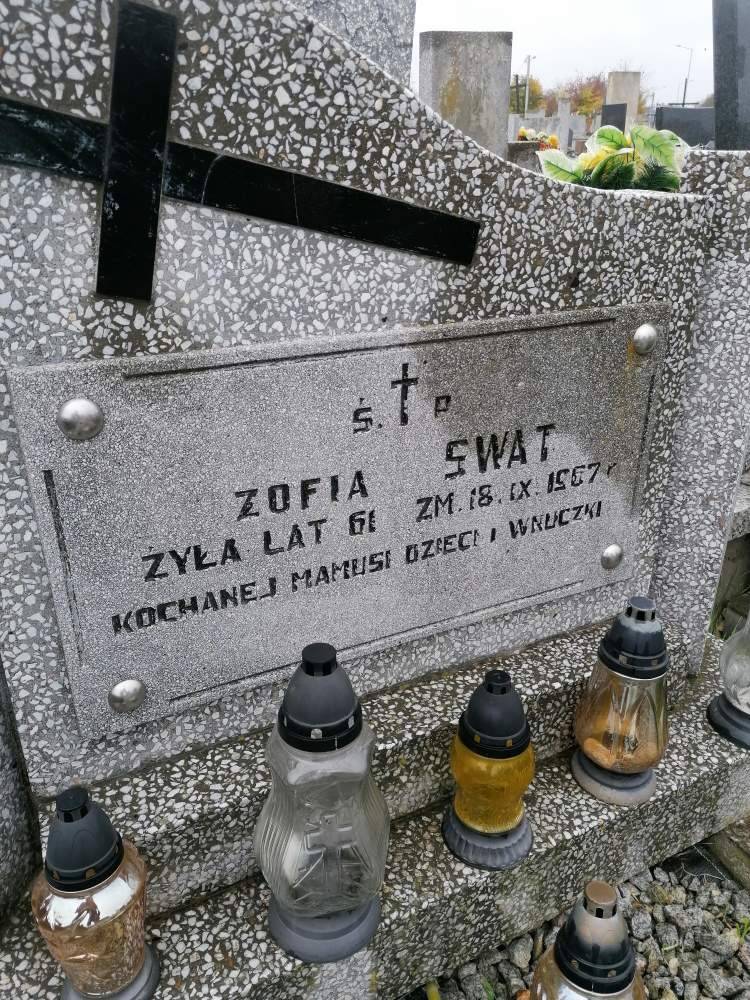 Ś. † P
ZOFIA SWAT
ŻYŁA LAT 61 ZM. 18. IX. 1967 r
KOCHANEJ MAMUSI DZIECI I WNUCZKI